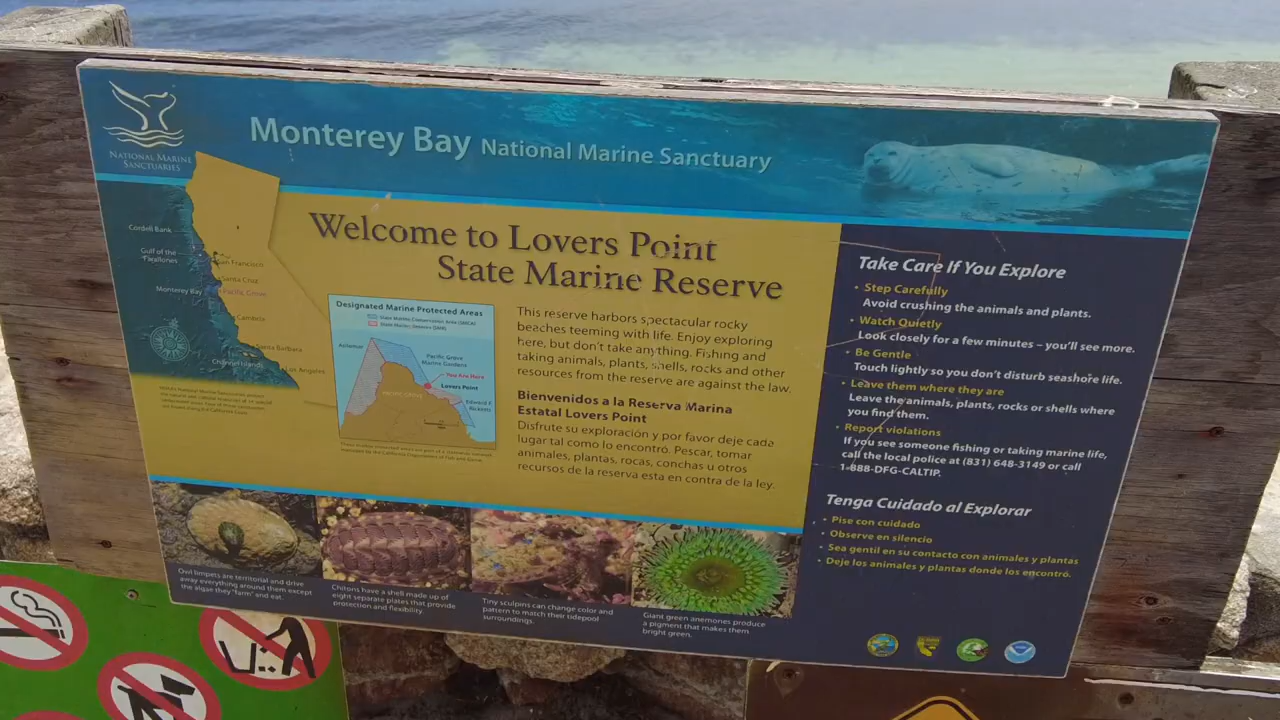 NATIONAL MARINE
SANCTUARIES
Monterey Bay National Marine Sanctuary
Cordell Bank
Gulf of the
Farallones
Monterey Bay
Channel Islands
San Francisco
Santa Cruz
Pacific Grove
Cambria
Santa Barbara
Los Angeles
Welcome to Lovers Point
State Marine Reserve
Designated Marine Protected Areas
State Marine Conservation Area (SMCA)
State Marine Reserve (SMR)
Asilomar
Pacific Grove
Marine Gardens
You Are Here
Lovers Point
Edward F.
Ricketts
PACIFIC GROVE
This reserve harbors spectacular rocky
beaches teeming with life. Enjoy exploring
here, but don't take anything. Fishing and
taking animals, plants, shells, rocks and other
resources from the reserve are against the law.
Bienvenidos a la Reserva Marina
Estatal Lovers Point
Disfrute su exploración y por favor deje cada
lugar tal como lo encontró. Pescar, tomar
animales, plantas, rocas, conchas u otros
recursos de la reserva esta en contra de la ley.
Owl limpets are territorial and drive
away everything around them except
the algae they "farm" and eat.
Chitons have a shell made up of
eight separate plates that provide
protection and flexibility.
Tiny sculpins can change color and
pattern to match their tidepool
surroundings.
Giant green anemones produce
a pigment that makes them
bright green.
Take Care If You Explore
• Step Carefully
Avoid crushing the animals and plants.
• Watch Quietly
Look closely for a few minutes – you'll see more.
• Be Gentle
Touch lightly so you don't disturb seashore life.
• Leave them where they are
Leave the animals, plants, rocks or shells where
you find them.
• Report violations
If you see someone fishing or taking marine life,
call the local police at (831) 648-3149 or call
1-888-DFG-CALTIP.
Tenga Cuidado al Explorar
• Pise con cuidado
• Observe en silencio
• Sea gentil en su contacto con animales y plantas
• Deje los animales y plantas donde los encontró.